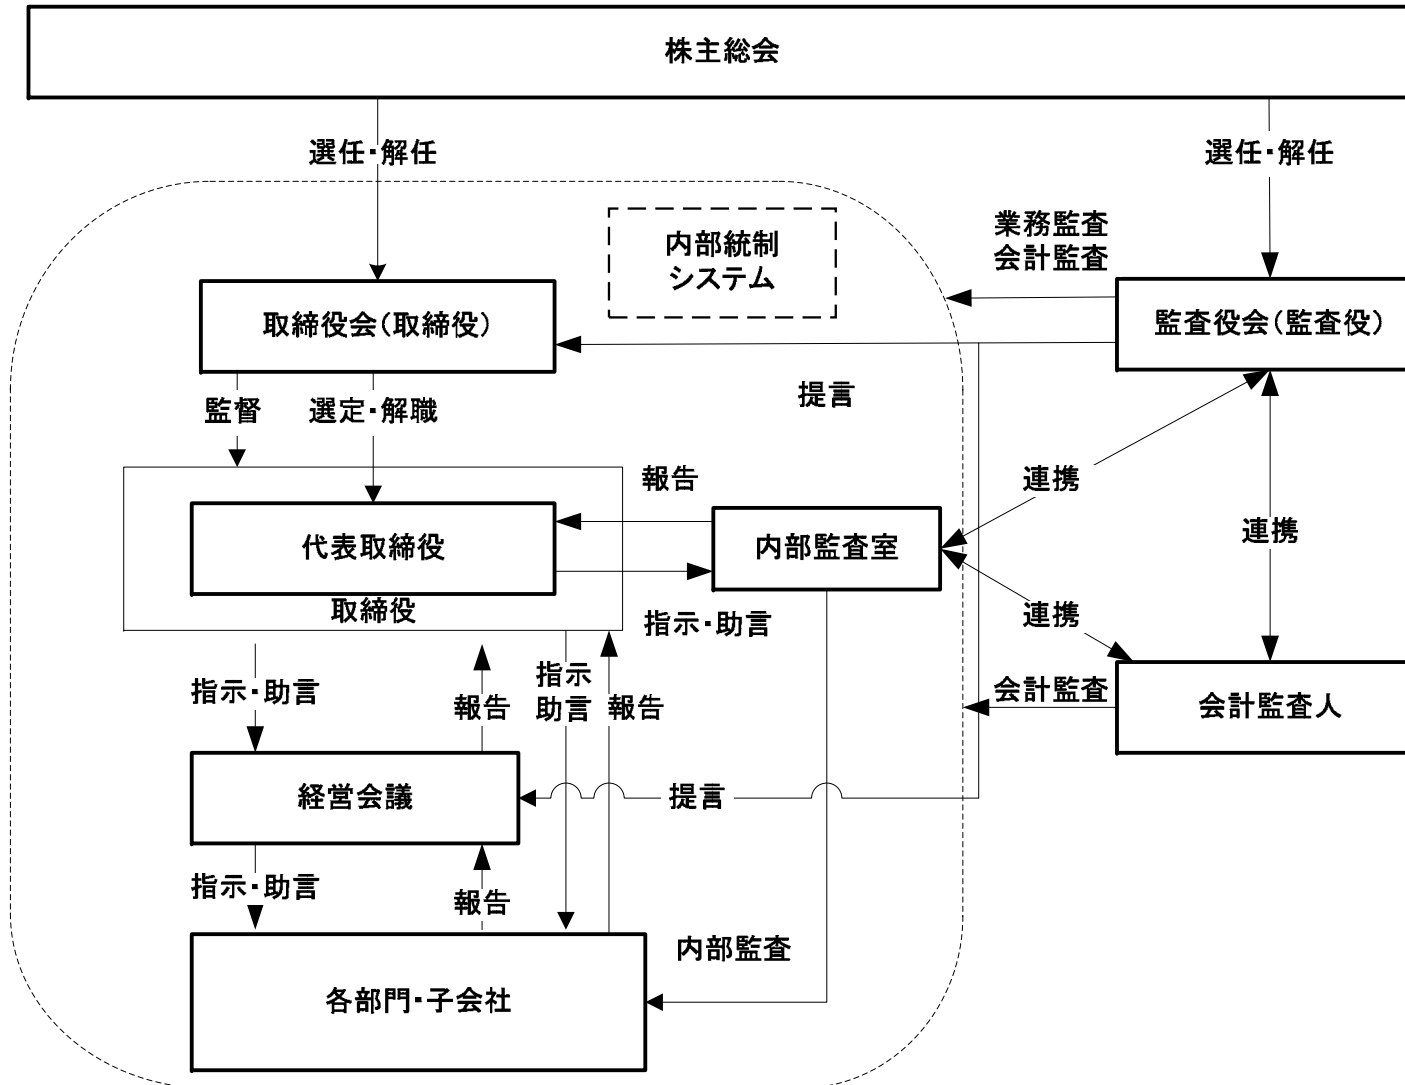 株主総会
選任・解任
選任・解任
業務監査
会計監査
内部統制
システム
取締役会(取締役)
監査役会(監査役)
提言
監督
選定・解職
報告
連携
連携
代表取締役
内部監査室
取締役
指示・助言
連携
指示・助言
報告
指示
助言
報告
会計監査
会計監査人
経営会議
提言
指示・助言
報告
内部監査
各部門・子会社